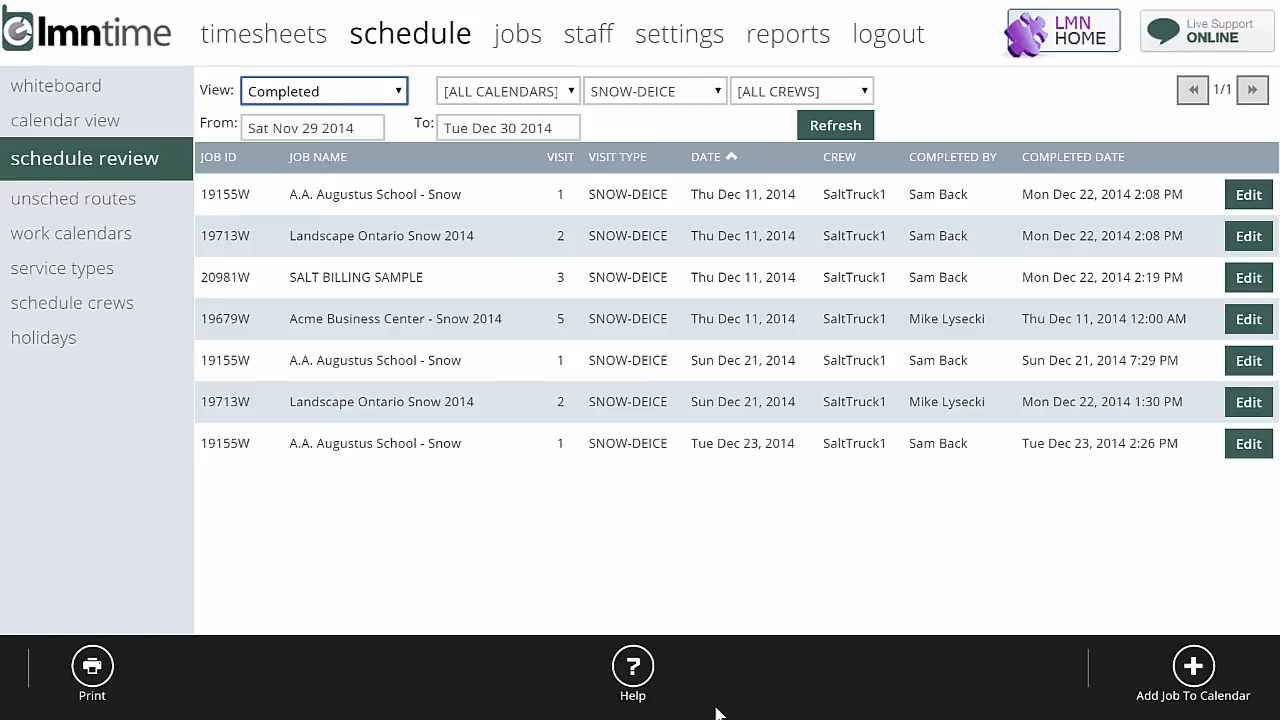 lmntime timesheets schedule jobs staff settings reports logout LMN HOME Live Support ONLINE
whiteboard
calendar view
schedule review
unsched routes
work calendars
service types
schedule crews
holidays
View: Completed [ALL CALENDARS] SNOW-DEICE [ALL CREWS] 1/1
From: Sat Nov 29 2014 To: Tue Dec 30 2014 Refresh
JOB ID JOB NAME VISIT VISIT TYPE DATE CREW COMPLETED BY COMPLETED DATE
19155W A.A. Augustus School - Snow 1 SNOW-DEICE Thu Dec 11, 2014 SaltTruck1 Sam Back Mon Dec 22, 2014 2:08 PM Edit
19713W Landscape Ontario Snow 2014 2 SNOW-DEICE Thu Dec 11, 2014 SaltTruck1 Sam Back Mon Dec 22, 2014 2:08 PM Edit
20981W SALT BILLING SAMPLE 3 SNOW-DEICE Thu Dec 11, 2014 SaltTruck1 Sam Back Mon Dec 22, 2014 2:19 PM Edit
19679W Acme Business Center - Snow 2014 5 SNOW-DEICE Thu Dec 11, 2014 SaltTruck1 Mike Lysecki Thu Dec 11, 2014 12:00 AM Edit
19155W A.A. Augustus School - Snow 1 SNOW-DEICE Sun Dec 21, 2014 SaltTruck1 Sam Back Sun Dec 21, 2014 7:29 PM Edit
19713W Landscape Ontario Snow 2014 2 SNOW-DEICE Sun Dec 21, 2014 SaltTruck1 Mike Lysecki Mon Dec 22, 2014 1:30 PM Edit
19155W A.A. Augustus School - Snow 1 SNOW-DEICE Tue Dec 23, 2014 SaltTruck1 Sam Back Tue Dec 23, 2014 2:26 PM Edit
Print ? Help Add Job To Calendar